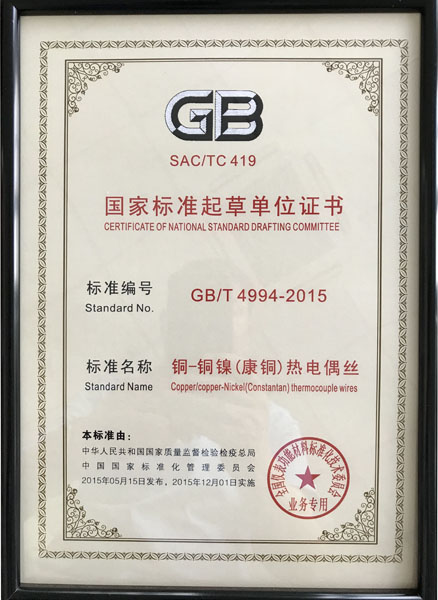 GB
SAC/TC 419
国家标准起草单位证书
CERTIFICATE OF NATIONAL STANDARD DRAFTING COMMITTEE
标准编号
Standard No.
GB/T 4994-2015
标准名称
Standard Name
铜-铜镍(康铜)热电偶丝
Copper/copper-Nickel(Constantan) thermocouple wires
本标准由:
中华人民共和国国家质量监督检验检疫总局
中国国家标准化管理委员会
2015年05月15日发布,2015年12月01日实施
全国仪表功能材料标准化技术委员会
业务专用